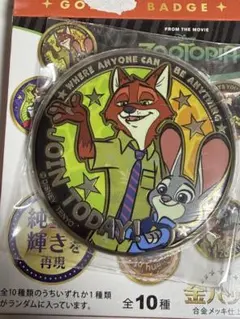 GO BADGE
FROM THE MOVIE
ZOOTOPIA
WHERE ANYONE CAN BE ANYTHING
JOIN TODAY!
純
輝きを
再現
全10種類のうちいずれか1種類
がランダムに入っています。
全10種
金バ
合金メッキ仕